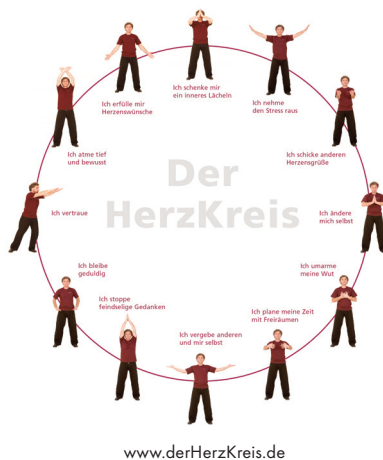 Ich schenke mir
ein inneres Lächeln
Ich nehme
den Stress raus
Ich schicke anderen
Herzensgrüße
Ich ändere
mich selbst
Ich umarme
meine Wut
Ich plane meine Zeit
mit Freiräumen
Ich vergebe anderen
und mir selbst
Ich stoppe
feindselige Gedanken
Ich bleibe
geduldig
Ich vertraue
Ich atme tief
und bewusst
Ich erfülle mir
Herzenswünsche
Der
HerzKreis
www.derHerzKreis.de